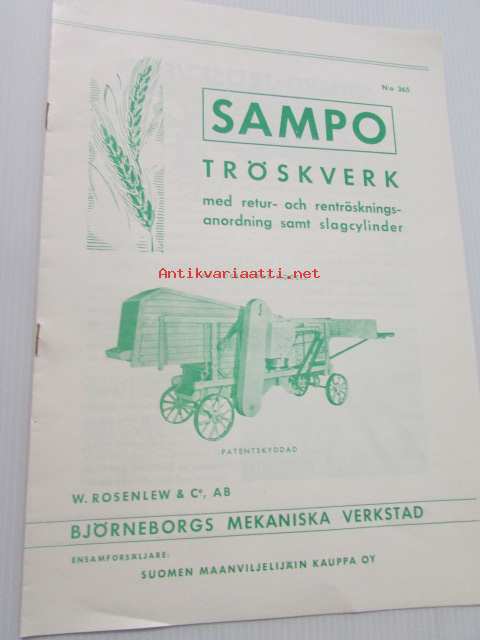 N:o 365
SAMPO
TRÖSKVERK
med retur- och rentrösknings-
anordning samt slagcylinder
Antikvariaatti.net
PATENTSKYDDAD
W. ROSENLEW & Co, AB
BJÖRNEBORGS MEKANISKA VERKSTAD
ENSAMFÖRSÄLJARE:
SUOMEN MAANVILJELIJÄIN KAUPPA OY